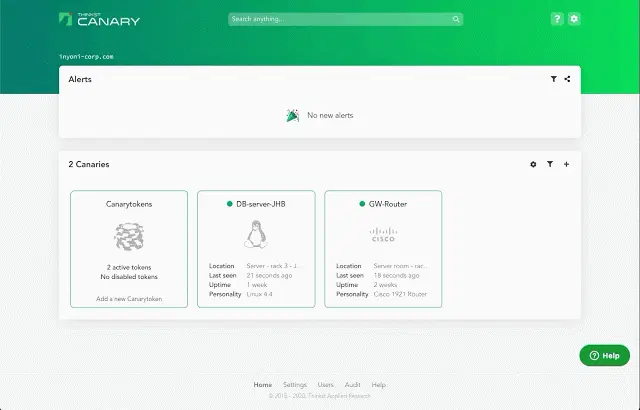 THINKST
CANARY
Search anything...
?
inyoni-corp.com
Alerts
No new alerts
2 Canaries
Canarytokens
2 active tokens
No disabled tokens
Add a new Canarytoken
DB-server-JHB
Location Server - rack 3 - J...
Last seen 21 seconds ago
Uptime 1 week
Personality Linux 4.4
GW-Router
CISCO
Location Server room - rac...
Last seen 18 seconds ago
Uptime 2 weeks
Personality Cisco 1921 Router
? Help
Home Settings Users Audit Help
© 2015 - 2020, Thinkst Applied Research